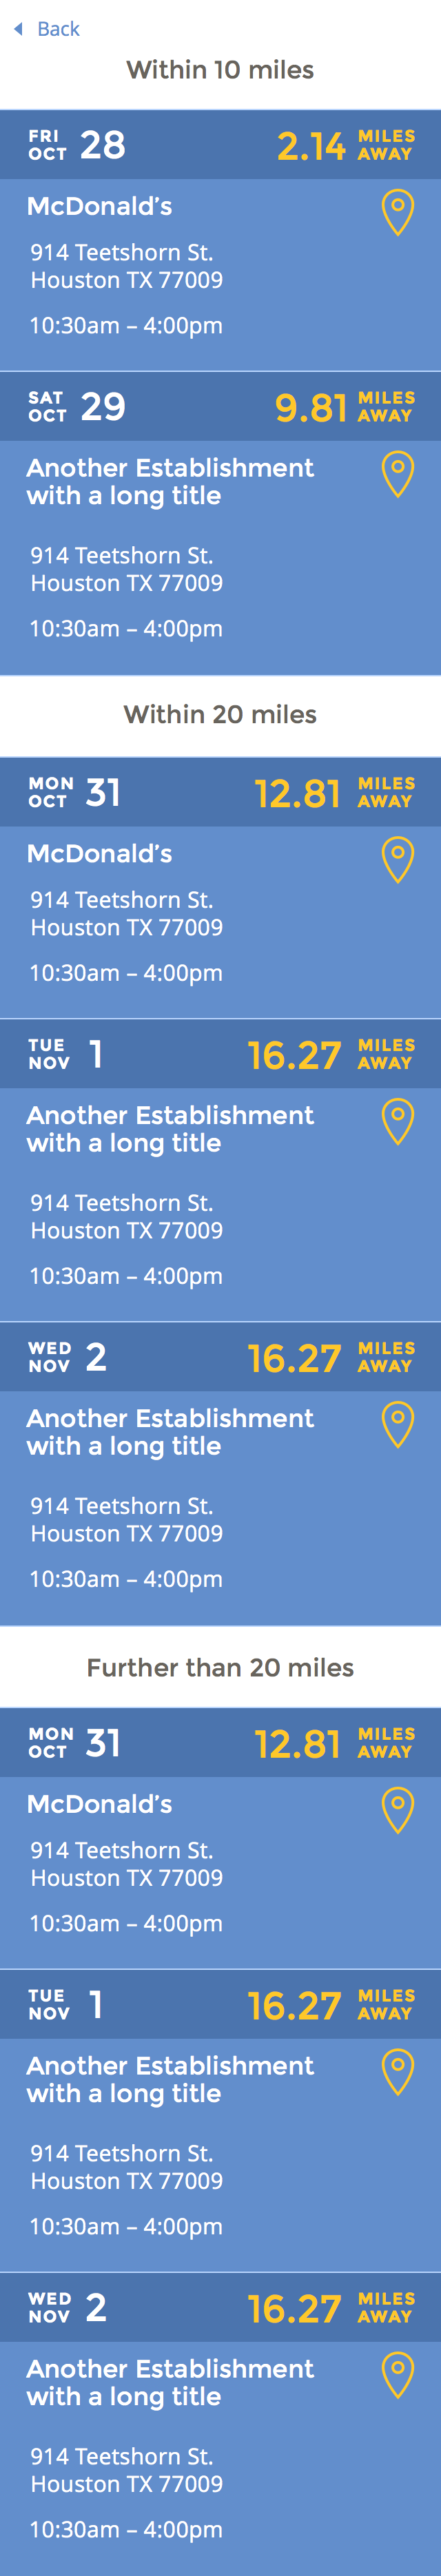 Back
Within 10 miles
FRI OCT 28 2.14 MILES AWAY
McDonald’s
914 Teetshorn St.
Houston TX 77009
10:30am – 4:00pm
SAT OCT 29 9.81 MILES AWAY
Another Establishment
with a long title
914 Teetshorn St.
Houston TX 77009
10:30am – 4:00pm
Within 20 miles
MON OCT 31 12.81 MILES AWAY
McDonald’s
914 Teetshorn St.
Houston TX 77009
10:30am – 4:00pm
TUE NOV 1 16.27 MILES AWAY
Another Establishment
with a long title
914 Teetshorn St.
Houston TX 77009
10:30am – 4:00pm
WED NOV 2 16.27 MILES AWAY
Another Establishment
with a long title
914 Teetshorn St.
Houston TX 77009
10:30am – 4:00pm
Further than 20 miles
MON OCT 31 12.81 MILES AWAY
McDonald’s
914 Teetshorn St.
Houston TX 77009
10:30am – 4:00pm
TUE NOV 1 16.27 MILES AWAY
Another Establishment
with a long title
914 Teetshorn St.
Houston TX 77009
10:30am – 4:00pm
WED NOV 2 16.27 MILES AWAY
Another Establishment
with a long title
914 Teetshorn St.
Houston TX 77009
10:30am – 4:00pm